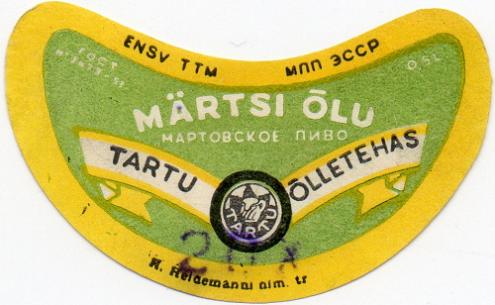 ENSV TTM МПП ЭССР
ГОСТ
0,5L
MÄRTSI ÕLU
МАРТОВСКОЕ ПИВО
TARTU ÕLLETEHAS
TARTU
H. Heidemanni nim. tr